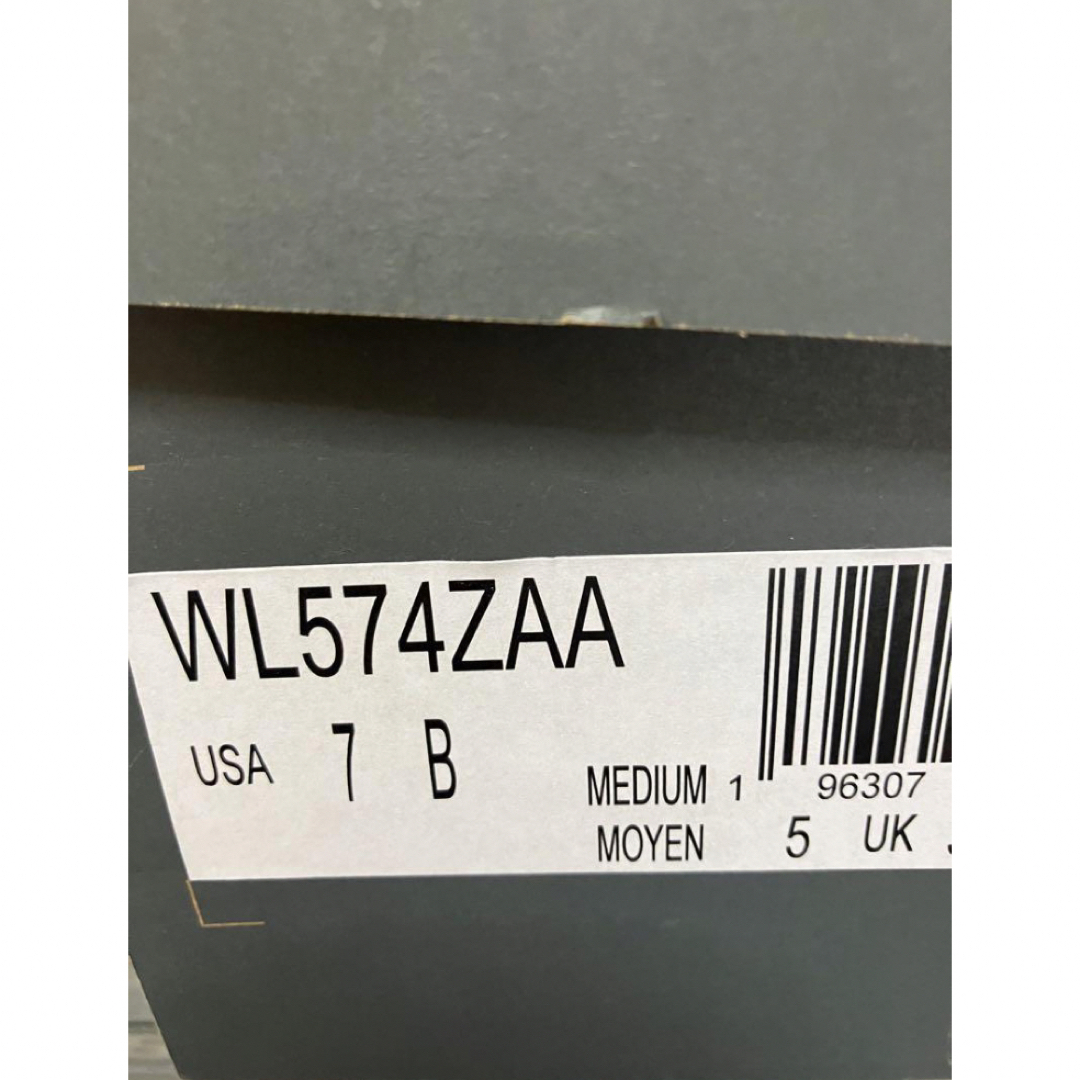 WL574ZAA
USA 7 B
MEDIUM 1 96307
MOYEN 5 UK